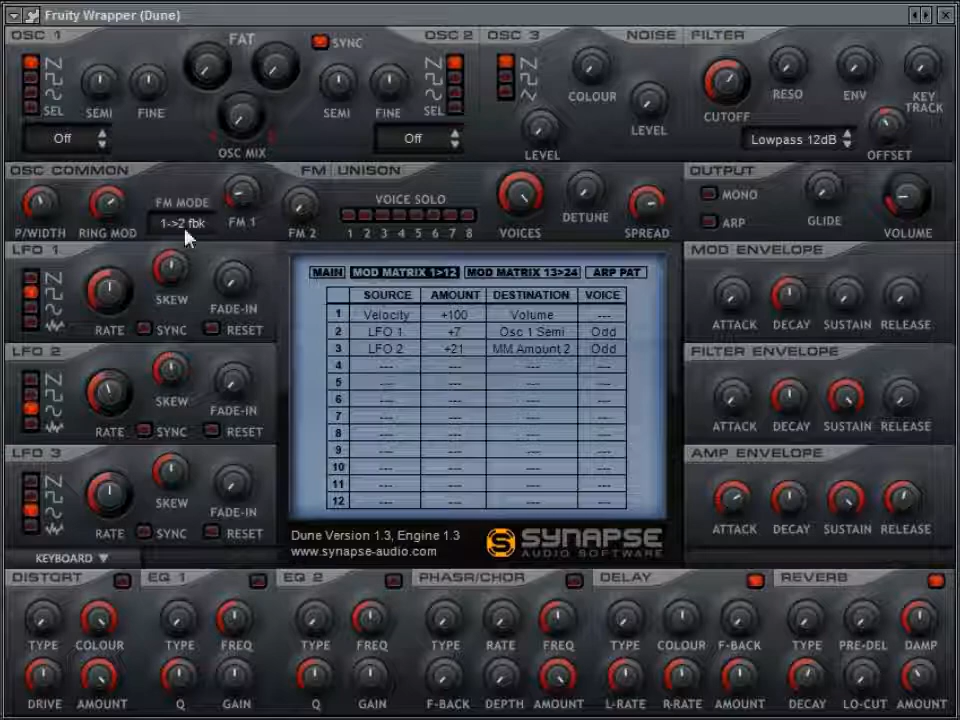 Fruity Wrapper (Dune)
OSC 1 FAT SYNC OSC 2 OSC 3 NOISE FILTER
SEL SEMI FINE SEMI FINE SEL COLOUR CUTOFF RESO ENV KEY TRACK
Off OSC MIX Off LEVEL LEVEL Lowpass 12dB OFFSET
OSC COMMON FM UNISON OUTPUT
P/WIDTH RING MOD FM MODE FM 1 FM 2 VOICE SOLO VOICES DETUNE SPREAD MONO GLIDE VOLUME
1->2 fbk 1 2 3 4 5 6 7 8 ARP
LFO 1
RATE SKEW FADE-IN
SYNC RESET
LFO 2
RATE SKEW FADE-IN
SYNC RESET
LFO 3
RATE SKEW FADE-IN
SYNC RESET
KEYBOARD
MAIN MOD MATRIX 1>12 MOD MATRIX 13>24 ARP PAT
SOURCE AMOUNT DESTINATION VOICE
1 Velocity +100 Volume ---
2 LFO 1 +7 Osc 1 Semi Odd
3 LFO 2 +21 MM Amount 2 Odd
4 --- --- --- ---
5 --- --- --- ---
6 --- --- --- ---
7 --- --- --- ---
8 --- --- --- ---
9 --- --- --- ---
10 --- --- --- ---
11 --- --- --- ---
12 --- --- --- ---
Dune Version 1.3, Engine 1.3
www.synapse-audio.com
SYNAPSE
AUDIO SOFTWARE
MOD ENVELOPE
ATTACK DECAY SUSTAIN RELEASE
FILTER ENVELOPE
ATTACK DECAY SUSTAIN RELEASE
AMP ENVELOPE
ATTACK DECAY SUSTAIN RELEASE
DISTORT EQ 1 EQ 2 PHASR/CHOR DELAY REVERB
TYPE COLOUR TYPE FREQ TYPE FREQ TYPE RATE FREQ TYPE COLOUR F-BACK TYPE PRE-DEL DAMP
DRIVE AMOUNT Q GAIN Q GAIN F-BACK DEPTH AMOUNT L-RATE R-RATE AMOUNT DECAY LO-CUT AMOUNT